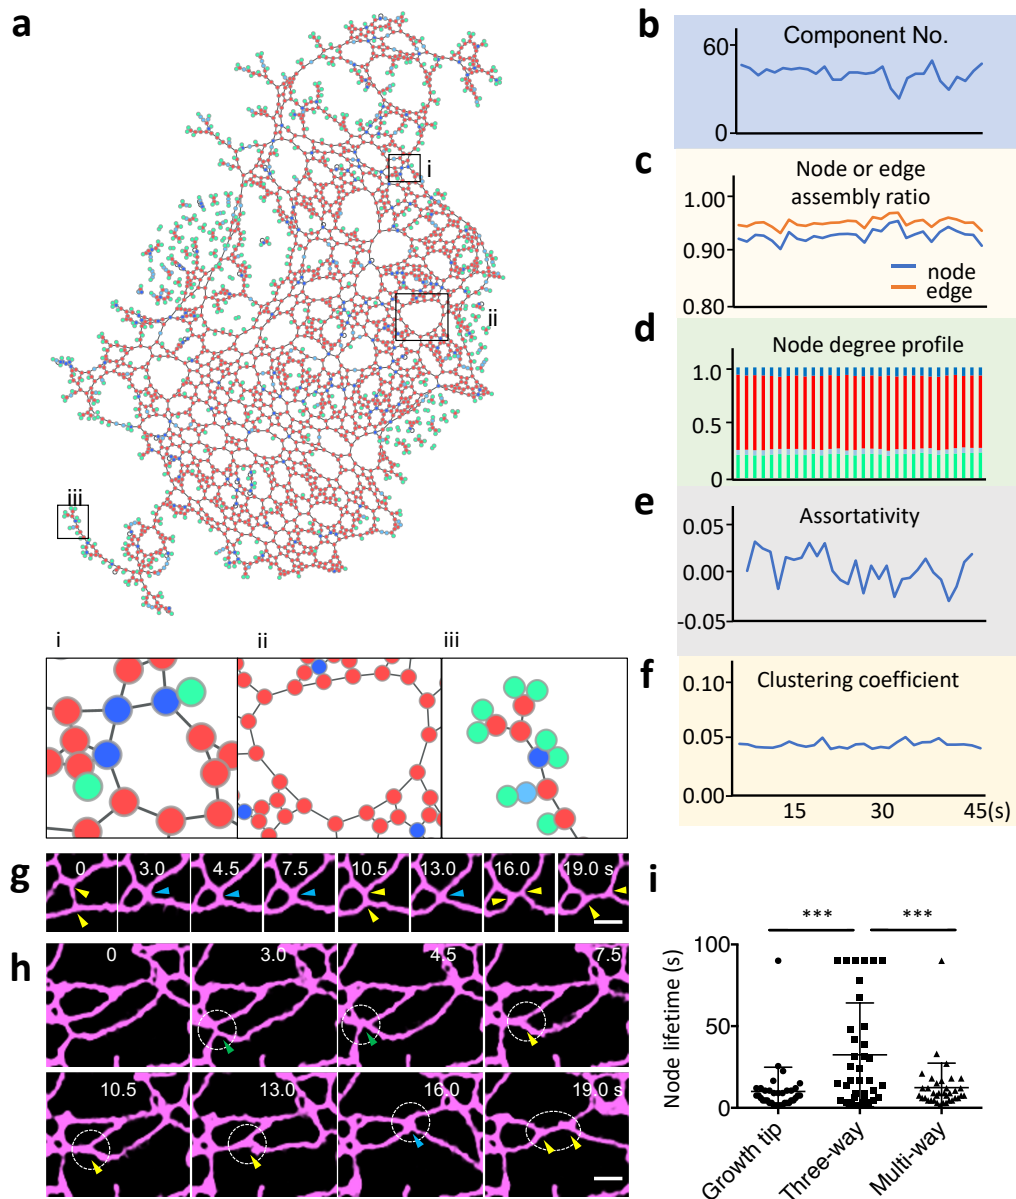 a
i
ii
iii
b
Component No.
60
0
c
Node or edge
assembly ratio
1.00
0.90
0.80
node
edge
d
Node degree profile
1.0
0.5
0
e
Assortativity
0.05
0.00
-0.05
f
Clustering coefficient
0.10
0.05
0.00
15 30 45(s)
i ii iii
g
0 3.0 4.5 7.5 10.5 13.0 16.0 19.0 s
h
0 3.0 4.5 7.5
10.5 13.0 16.0 19.0 s
i
*** ***
Node lifetime (s)
100
50
0
Growth tip
Three-way
Multi-way